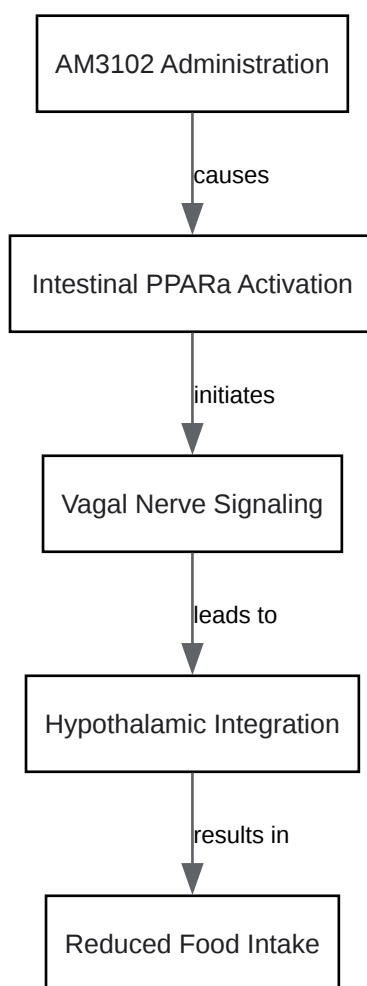 AM3102 Administration
causes
Intestinal PPARa Activation
initiates
Vagal Nerve Signaling
leads to
Hypothalamic Integration
results in
Reduced Food Intake